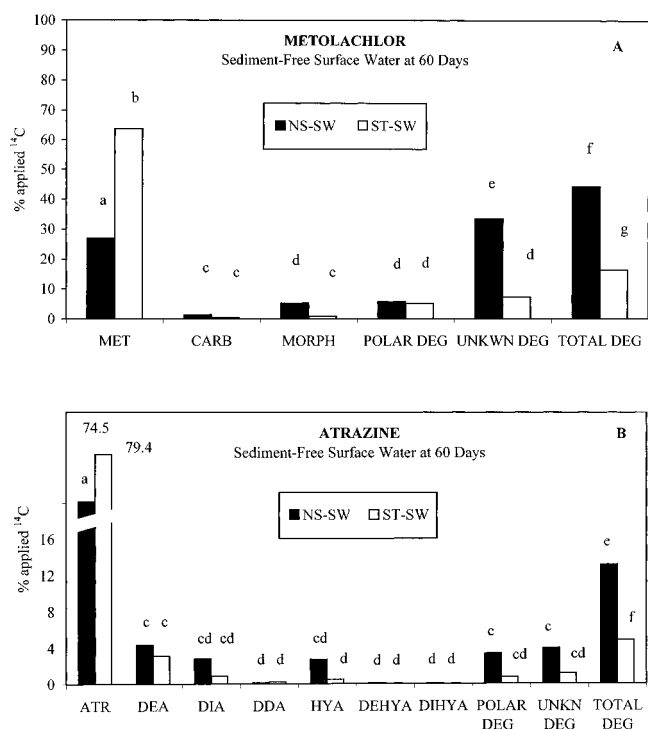 METOLACHLOR A
Sediment-Free Surface Water at 60 Days
% applied ¹⁴C
100
90
80
70
60
50
40
30
20
10
0
NS-SW ST-SW
a b c c d c d d e d f g
MET CARB MORPH POLAR DEG UNKWN DEG TOTAL DEG
ATRAZINE B
Sediment-Free Surface Water at 60 Days
74.5
79.4
% applied ¹⁴C
16
12
8
4
0
NS-SW ST-SW
a c c cd cd d d cd d d d d d c cd c cd e f
ATR DEA DIA DDA HYA DEHYA DIHYA POLAR UNKN TOTAL
DEG DEG DEG